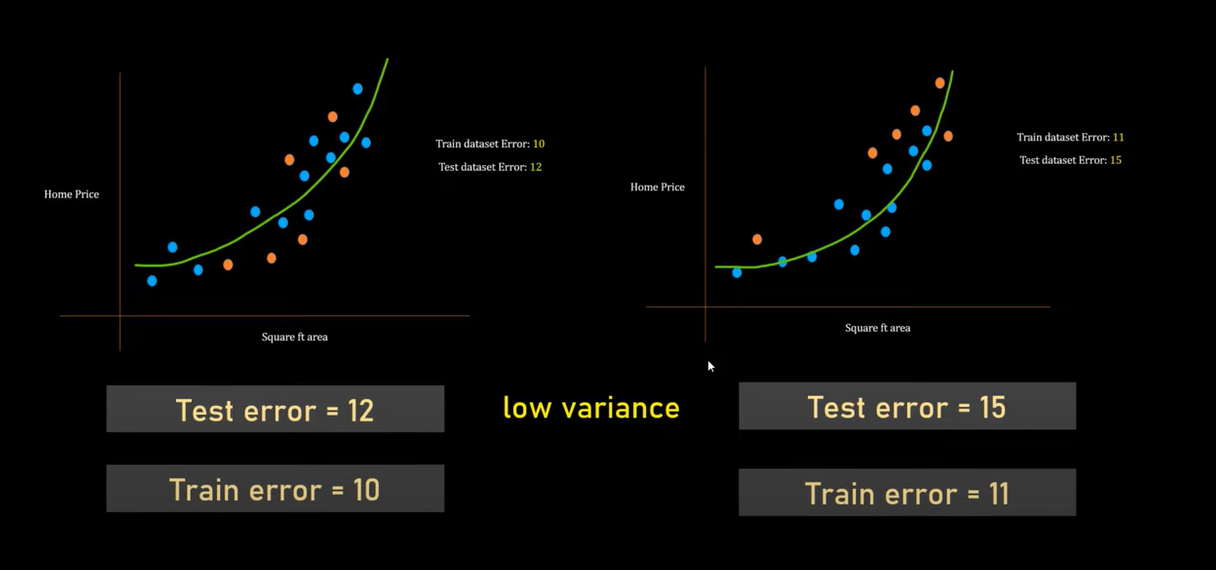 Home Price
Train dataset Error: 10
Test dataset Error: 12
Square ft area
Home Price
Train dataset Error: 11
Test dataset Error: 15
Square ft area
Test error = 12
low variance
Test error = 15
Train error = 10
Train error = 11